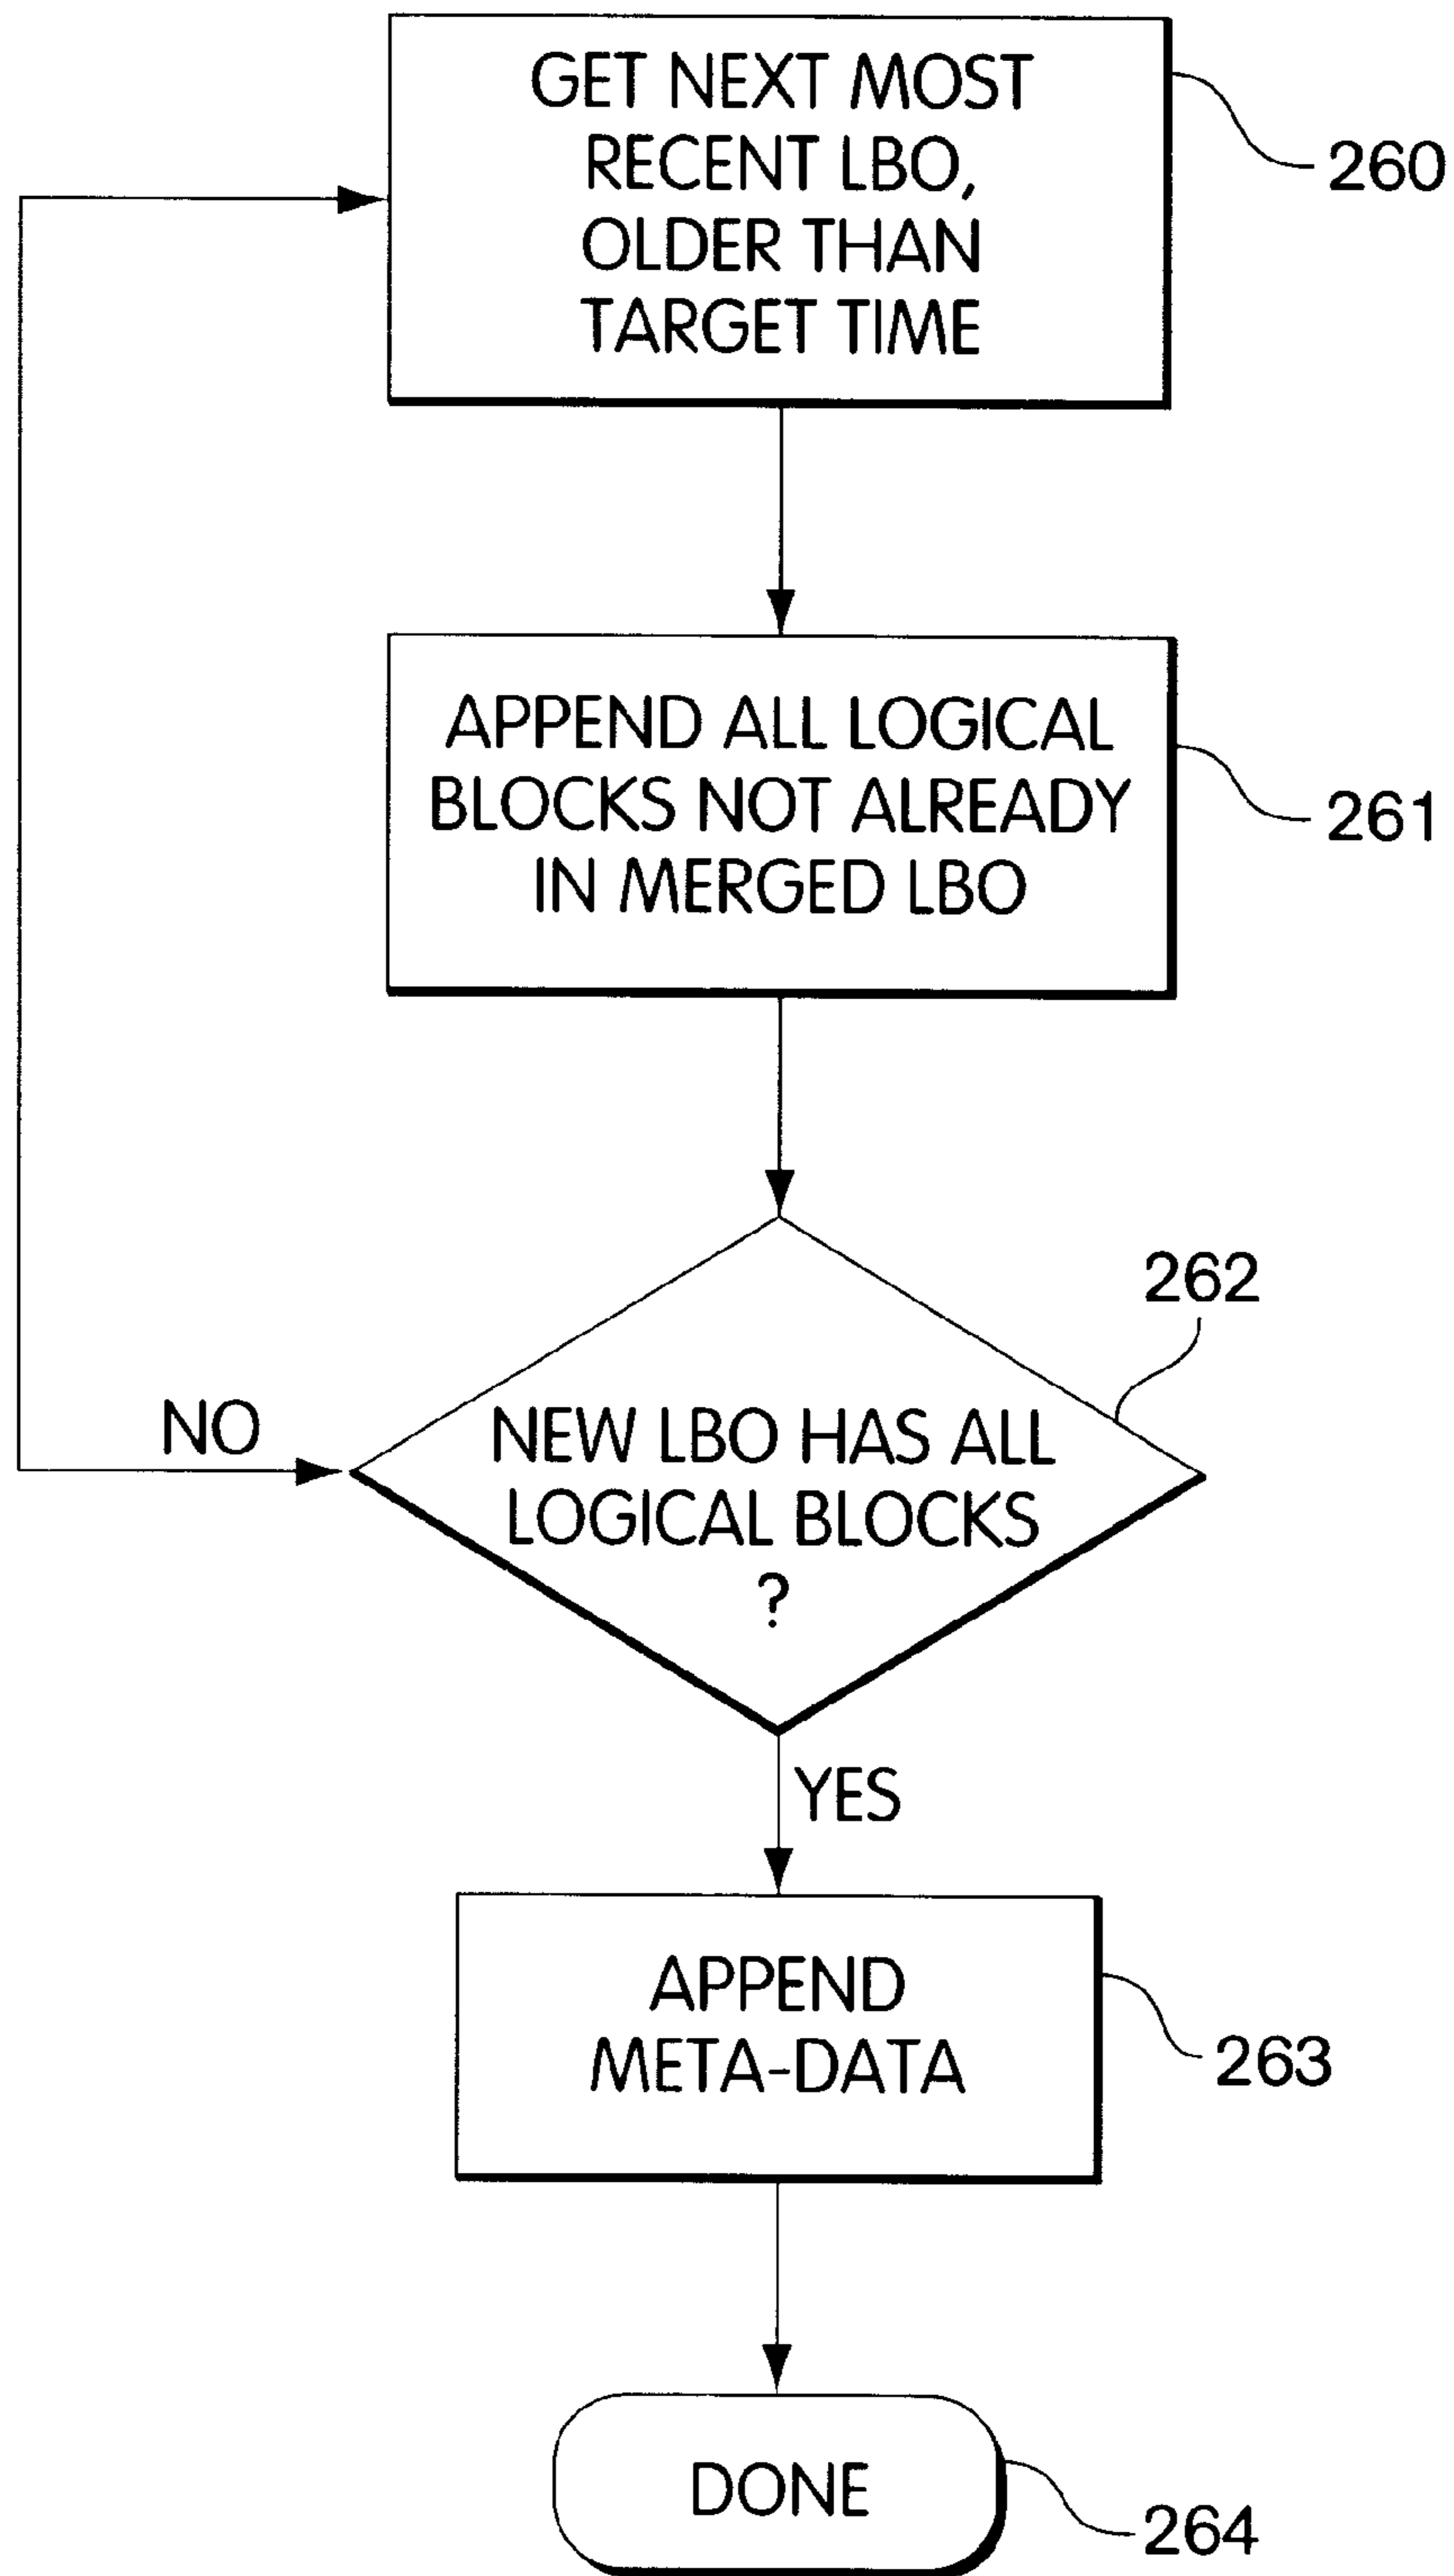 GET NEXT MOST
RECENT LBO,
OLDER THAN
TARGET TIME
260
APPEND ALL LOGICAL
BLOCKS NOT ALREADY
IN MERGED LBO
261
262
NO
NEW LBO HAS ALL
LOGICAL BLOCKS
?
YES
APPEND
META-DATA
263
DONE
264